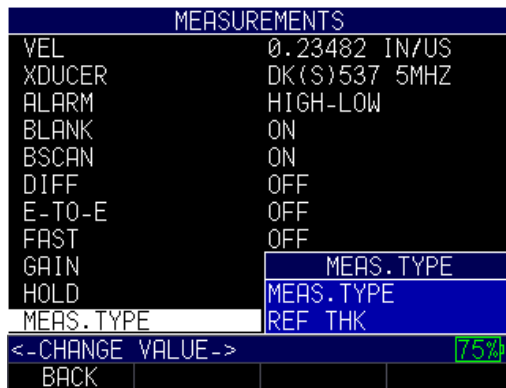 MEASUREMENTS
VEL 0.23482 IN/US
XDUCER DK(S)537 5MHZ
ALARM HIGH-LOW
BLANK ON
BSCAN ON
DIFF OFF
E-TO-E OFF
FAST OFF
GAIN MEAS.TYPE
HOLD MEAS.TYPE
MEAS.TYPE REF THK
<-CHANGE VALUE-> 75%
BACK